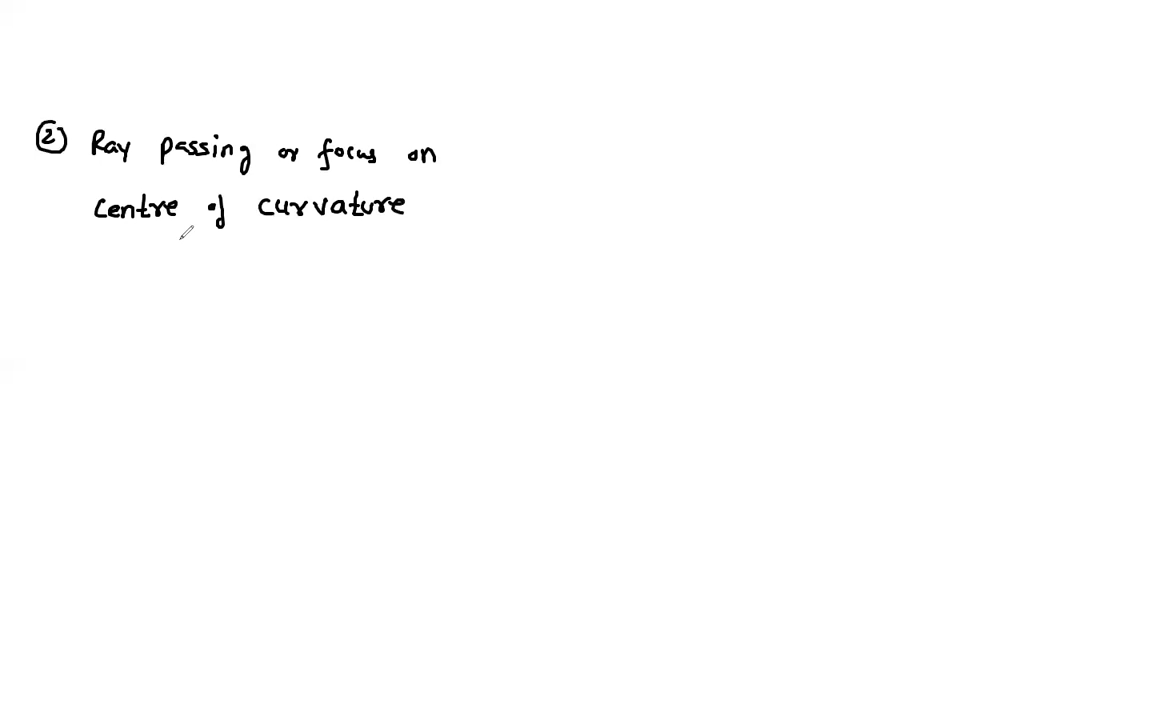 ② Ray passing or focus on
centre of curvature